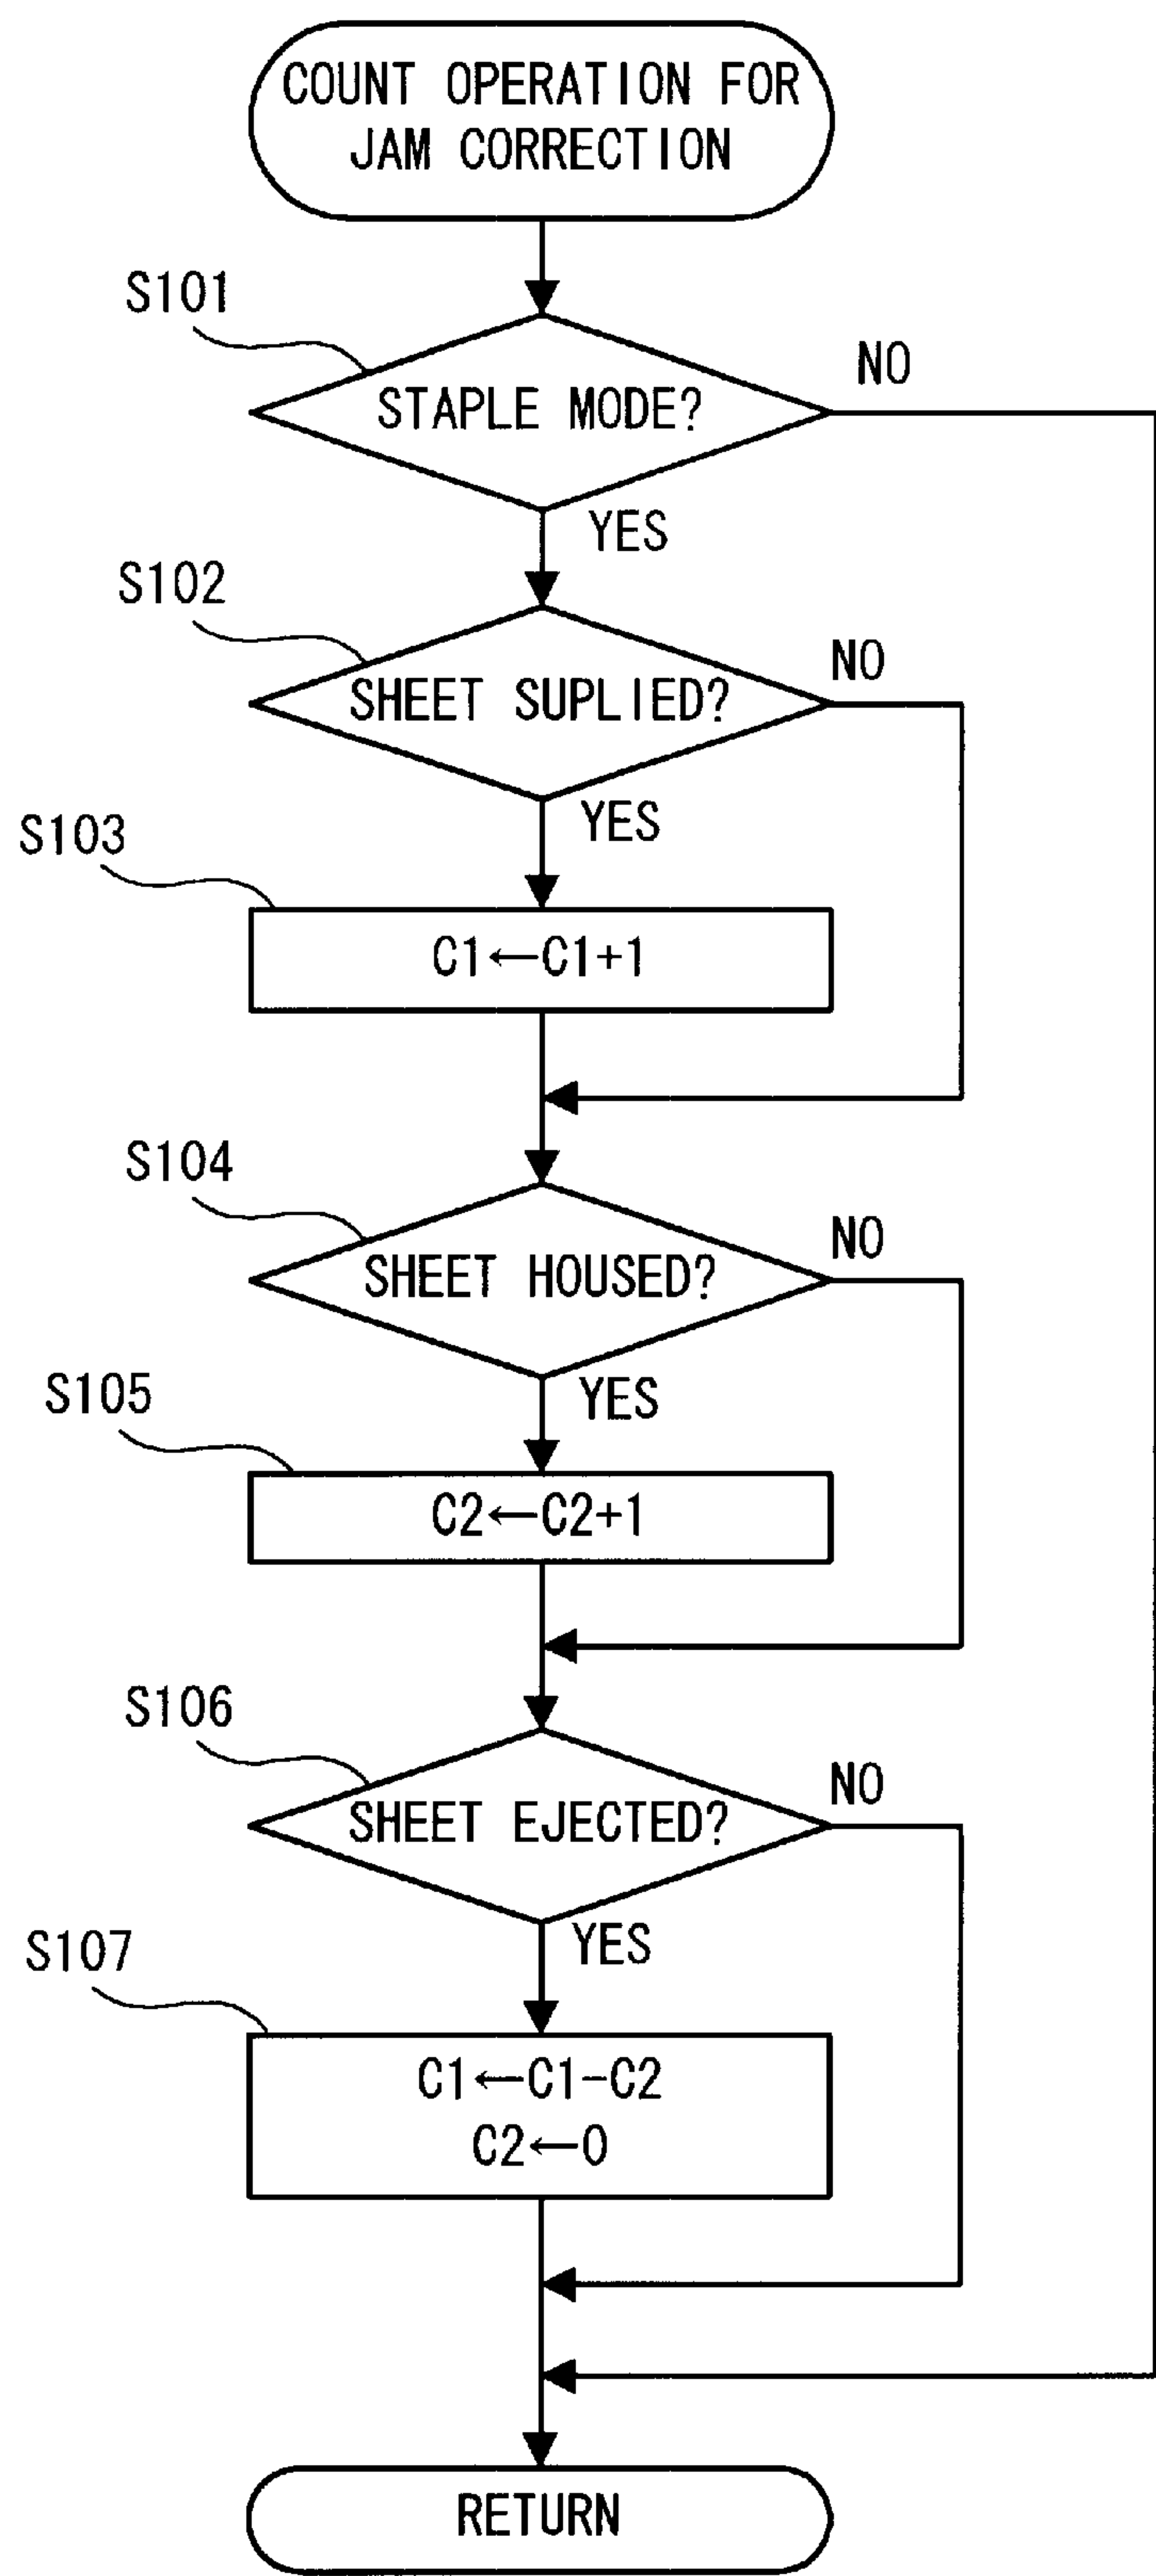 COUNT OPERATION FOR
JAM CORRECTION
S101
STAPLE MODE?
NO
YES
S102
SHEET SUPLIED?
NO
YES
S103
C1←C1+1
S104
SHEET HOUSED?
NO
YES
S105
C2←C2+1
S106
SHEET EJECTED?
NO
YES
S107
C1←C1-C2
C2←0
RETURN